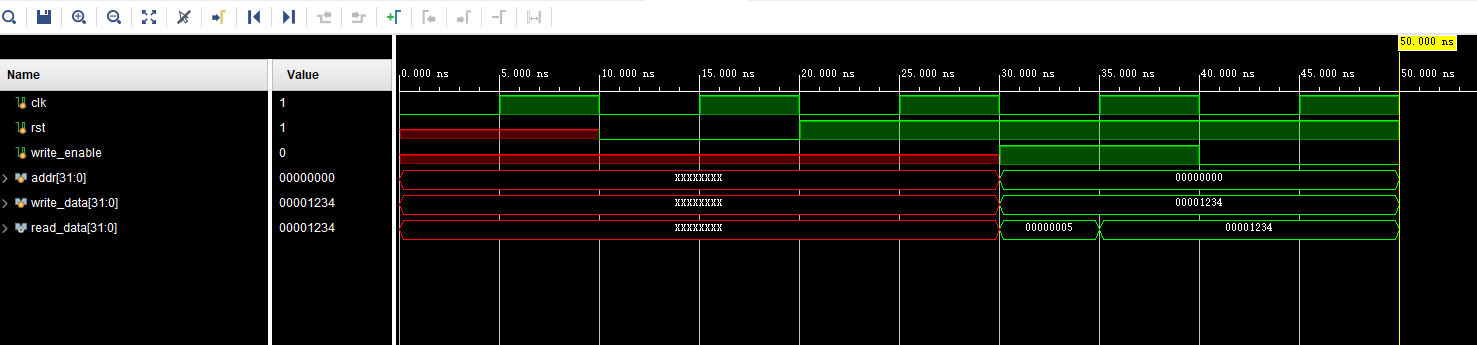 50.000 ns
Name Value
0.000 ns 5.000 ns 10.000 ns 15.000 ns 20.000 ns 25.000 ns 30.000 ns 35.000 ns 40.000 ns 45.000 ns 50.000 ns
clk 1
rst 1
write_enable 0
addr[31:0] 00000000 XXXXXXXX 00000000
write_data[31:0] 00001234 XXXXXXXX 00001234
read_data[31:0] 00001234 XXXXXXXX 00000005 00001234